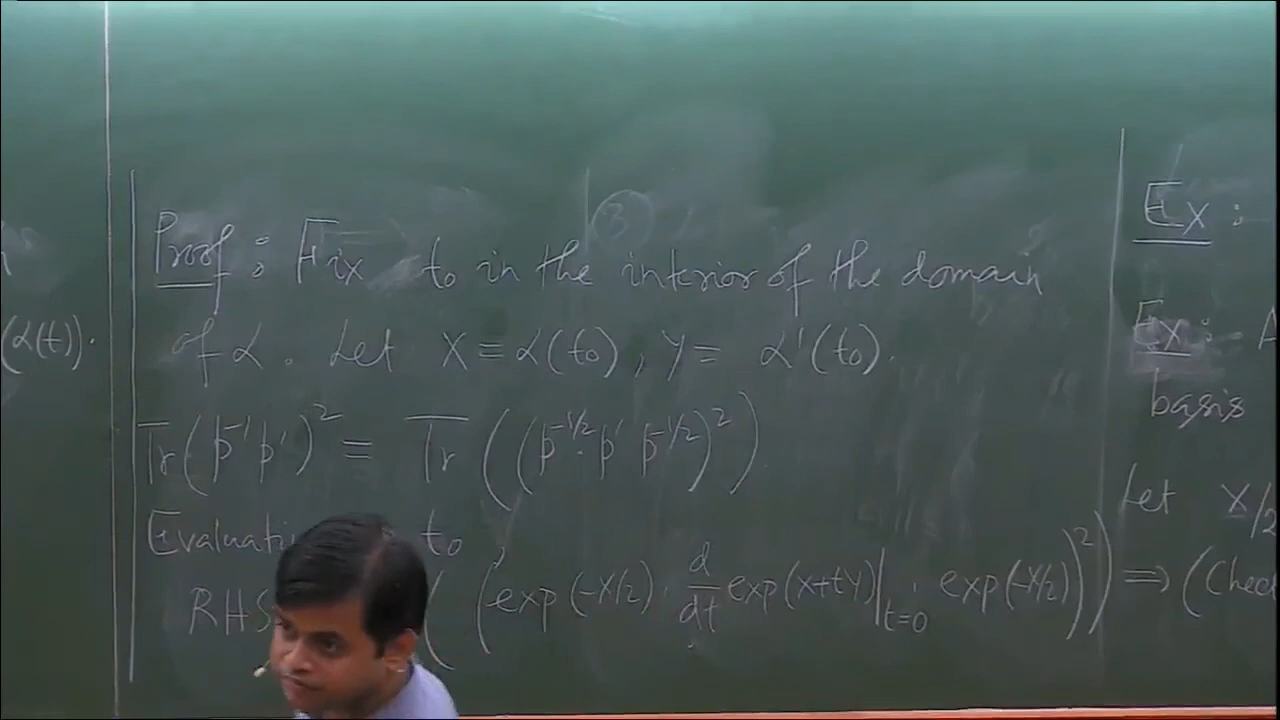 (α(t)).
③
Proof : Fix t₀ in the interior of the domain
of α. Let X = α(t₀), Y = α'(t₀).
Tr(p⁻¹p')² = Tr((p^{-1/2}·p' p^{-1/2})²)
t₀,
RHS ((exp(-X/2). d/dt exp(X+tY)|_{t=0}. exp(-X/2))²) ⇒ (Chec
Ex :
Ex :
basis
Let X/2